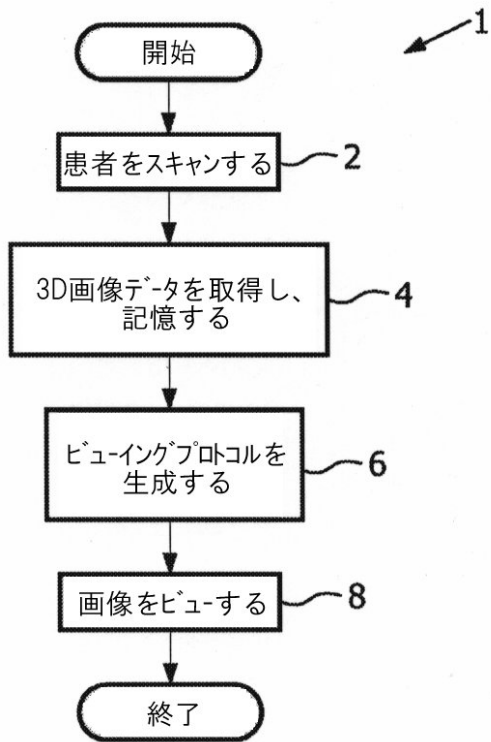 1
開始
患者をスキャンする
2
3D画像データを取得し、
記憶する
4
ビューイングプロトコルを
生成する
6
画像をビューする
8
終了